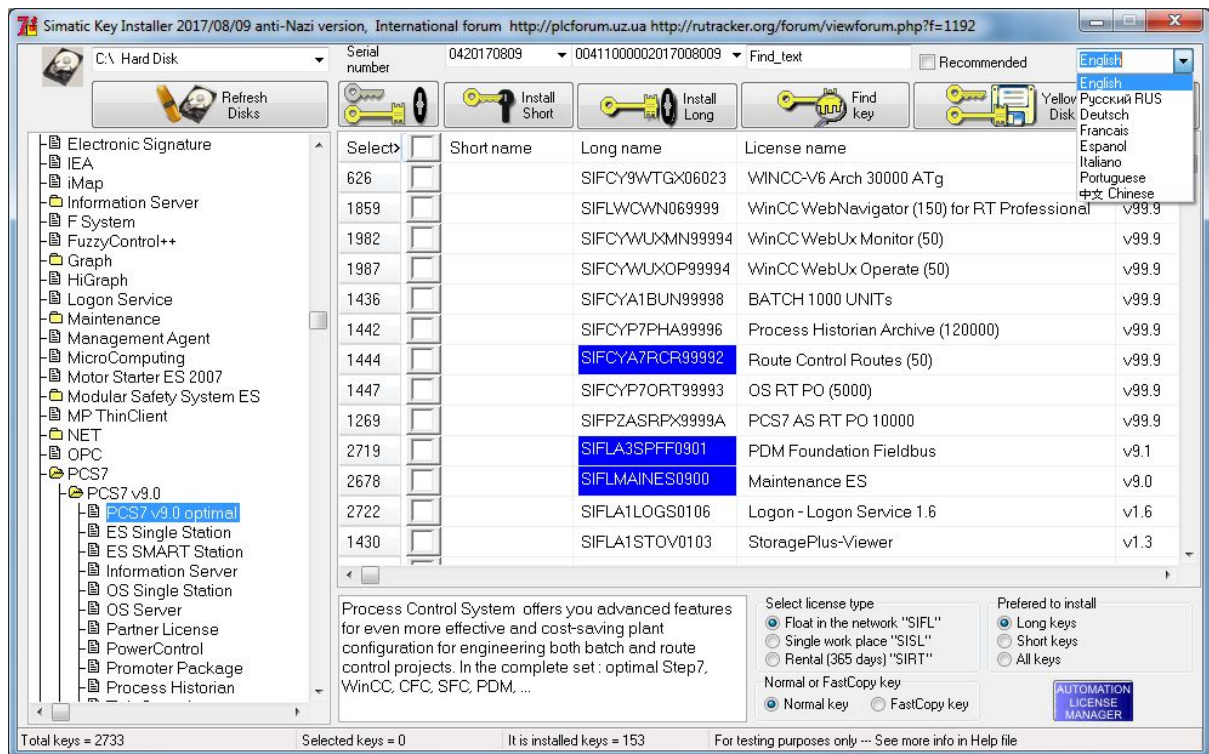 Simatic Key Installer 2017/08/09 anti-Nazi version, International forum http://plcforum.uz.ua http://rutracker.org/forum/viewforum.php?f=1192
C:\ Hard Disk
Serial number
0420170809
00411000002017008009
Find_text
Recommended
English
English
Русский RUS
Deutsch
Francais
Espanol
Italiano
Portuguese
中文 Chinese
Refresh Disks
Install Short
Install Long
Find key
Yellow Disk
Electronic Signature
IEA
iMap
Information Server
F System
FuzzyControl++
Graph
HiGraph
Logon Service
Maintenance
Management Agent
MicroComputing
Motor Starter ES 2007
Modular Safety System ES
MP ThinClient
NET
OPC
PCS7
PCS7 v9.0
PCS7 v9.0 optimal
ES Single Station
ES SMART Station
Information Server
OS Single Station
OS Server
Partner License
PowerControl
Promoter Package
Process Historian
Select> Short name Long name License name
626 SIFCY9WTGX06023 WINCC-V6 Arch 30000 ATg
1859 SIFLWCWN069999 WinCC WebNavigator (150) for RT Professional v99.9
1982 SIFCYWUXMN99994 WinCC WebUx Monitor (50) v99.9
1987 SIFCYWUXOP99994 WinCC WebUx Operate (50) v99.9
1436 SIFCYA1BUN99998 BATCH 1000 UNITs v99.9
1442 SIFCYP7PHA99996 Process Historian Archive (120000) v99.9
1444 SIFCYA7RCR99992 Route Control Routes (50) v99.9
1447 SIFCYP7ORT99993 OS RT PO (5000) v99.9
1269 SIFPZASRPX9999A PCS7 AS RT PO 10000 v99.9
2719 SIFLA3SPFF0901 PDM Foundation Fieldbus v9.1
2678 SIFLMAINES0900 Maintenance ES v9.0
2722 SIFLA1LOGS0106 Logon - Logon Service 1.6 v1.6
1430 SIFLA1STOV0103 StoragePlus-Viewer v1.3
Process Control System offers you advanced features
for even more effective and cost-saving plant
configuration for engineering both batch and route
control projects. In the complete set : optimal Step7,
WinCC, CFC, SFC, PDM, ...
Select license type
Float in the network "SIFL"
Single work place "SISL"
Rental (365 days) "SIRT"
Normal or FastCopy key
Normal key FastCopy key
Prefered to install
Long keys
Short keys
All keys
AUTOMATION
LICENSE
MANAGER
Total keys = 2733 Selected keys = 0 It is installed keys = 153 For testing purposes only --- See more info in Help file